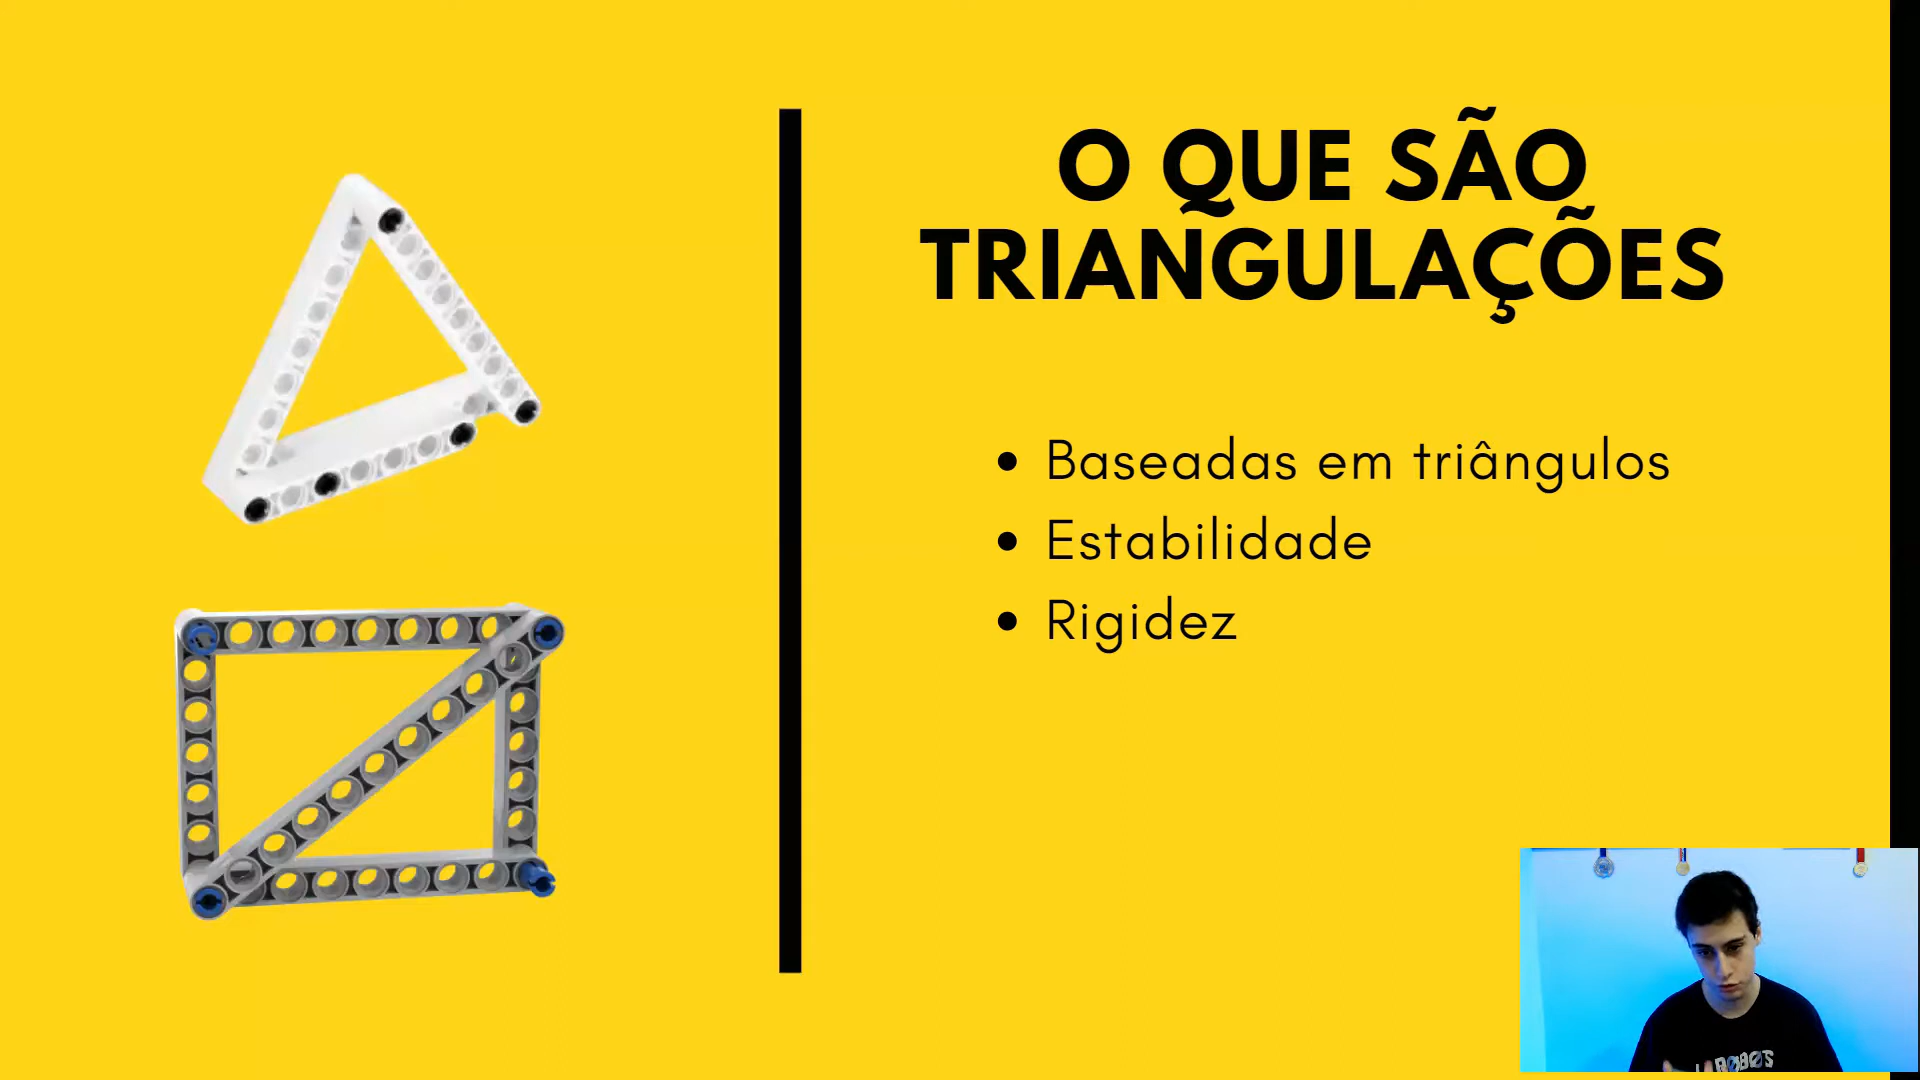 O QUE SÃO
TRIANGULAÇÕES
• Baseadas em triângulos
• Estabilidade
• Rigidez